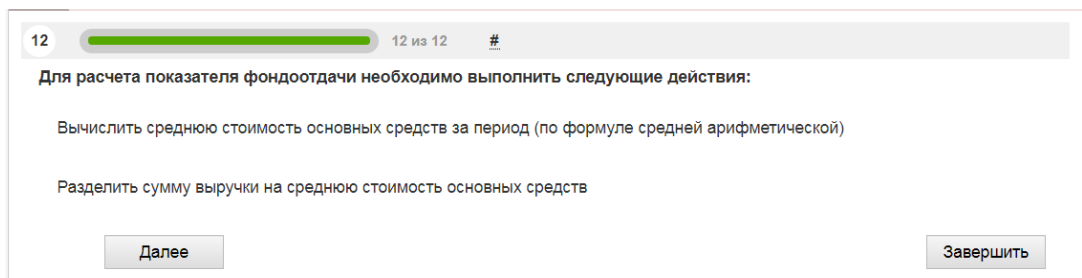 12 12 из 12 #
Для расчета показателя фондоотдачи необходимо выполнить следующие действия:
Вычислить среднюю стоимость основных средств за период (по формуле средней арифметической)
Разделить сумму выручки на среднюю стоимость основных средств
Далее Завершить